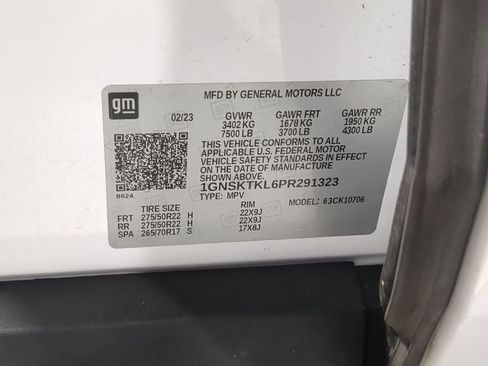 gm
MFD BY GENERAL MOTORS LLC
02/23 GVWR GAWR FRT GAWR RR
3402 KG 1678 KG 1950 KG
7500 LB 3700 LB 4300 LB
THIS VEHICLE CONFORMS TO ALL
APPLICABLE U.S. FEDERAL MOTOR
VEHICLE SAFETY AND THEFT PREVENTION
STANDARDS IN EFFECT ON THE
DATE OF MANUFACTURE SHOWN ABOVE.
1GNSKTKL6PR291323
B624
TYPE: MPV MODEL: 63CK10706
TIRE SIZE RIM
FRT 275/50R22 H 22X9J
RR 275/50R22 H 22X9J
SPA 265/70R17 S 17X8J